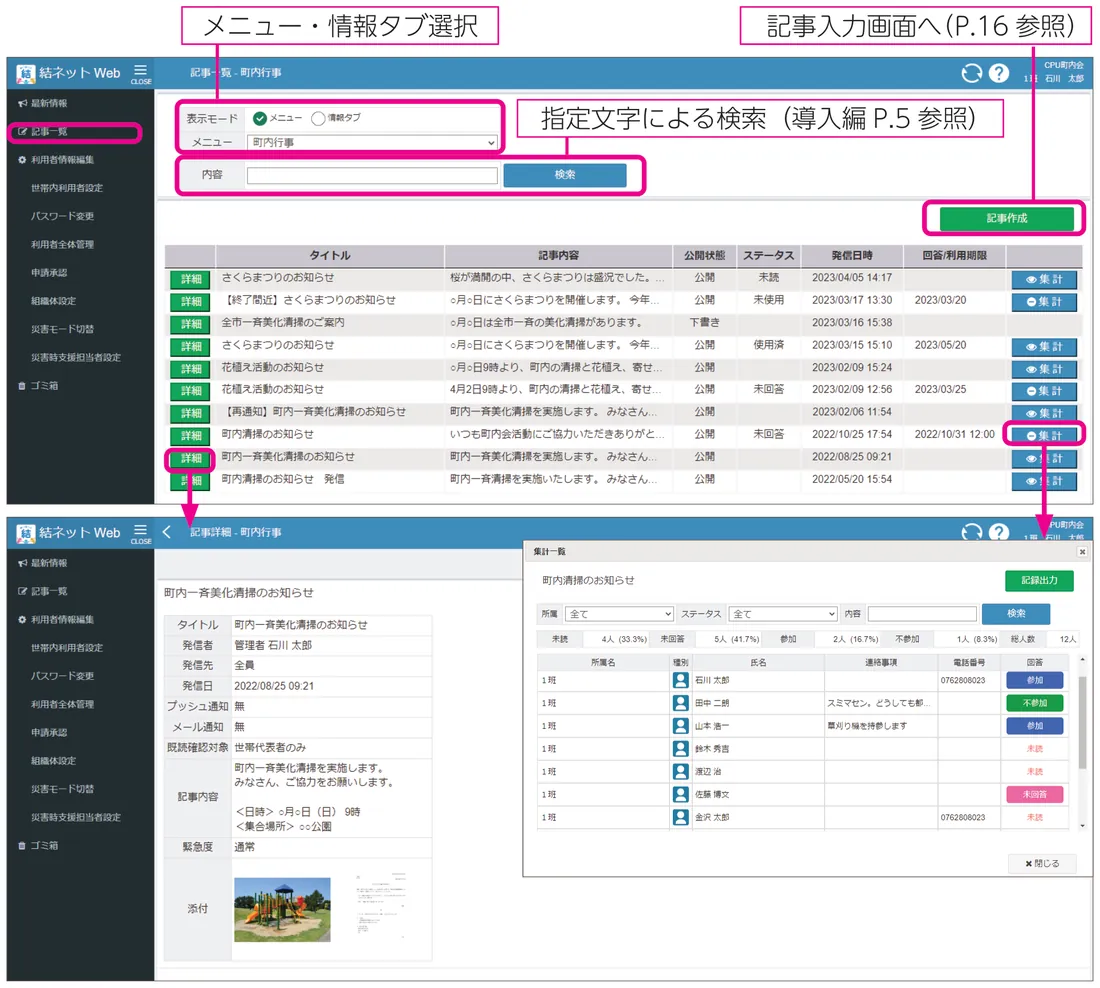 メニュー・情報タブ選択
記事入力画面へ(P.16 参照)
結 結ネット Web CLOSE
記事一覧 - 町内行事
? CPU町内会
1班 石川 太郎
最新情報
記事一覧
利用者情報編集
世帯内利用者設定
パスワード変更
利用者全体管理
申請承認
組織体設定
災害モード切替
災害時支援担当者設定
ゴミ箱
表示モード メニュー 情報タブ
メニュー 町内行事
指定文字による検索(導入編 P.5 参照)
内容 検索
記事作成
タイトル 記事内容 公開状態 ステータス 発信日時 回答/利用期限
詳細 さくらまつりのお知らせ 桜が満開の中、さくらまつりは盛況でした。... 公開 未読 2023/04/05 14:17 集計
詳細 【終了間近】さくらまつりのお知らせ ○月○日にさくらまつりを開催します。 今年... 公開 未使用 2023/03/17 13:30 2023/03/20 集計
詳細 全市一斉美化清掃のご案内 ○月○日は全市一斉の美化清掃があります。 下書き 2023/03/16 15:38
詳細 さくらまつりのお知らせ ○月○日にさくらまつりを開催します。 今年... 公開 使用済 2023/03/15 15:10 2023/05/20 集計
詳細 花植え活動のお知らせ ○月○日9時より、町内の清掃と花植え、寄せ... 公開 2023/02/09 15:24 集計
詳細 花植え活動のお知らせ 4月2日9時より、町内の清掃と花植え、寄せ... 公開 未回答 2023/02/09 12:56 2023/03/25 集計
詳細 【再通知】町内一斉美化清掃のお知らせ 町内一斉美化清掃を実施します。 みなさん... 公開 2023/02/06 11:54 集計
詳細 町内清掃のお知らせ いつも町内会活動にご協力いただきありがと... 公開 未回答 2022/10/25 17:54 2022/10/31 12:00 集計
詳細 町内一斉美化清掃のお知らせ 町内一斉美化清掃を実施します。 みなさん... 公開 2022/08/25 09:21 集計
詳細 町内清掃のお知らせ 発信 町内一斉清掃を実施いたします。 みなさん... 公開 2022/05/20 15:54 集計
結 結ネット Web CLOSE
記事詳細 - 町内行事
? CPU町内会
1班 石川 太郎
最新情報
記事一覧
利用者情報編集
世帯内利用者設定
パスワード変更
利用者全体管理
申請承認
組織体設定
災害モード切替
災害時支援担当者設定
ゴミ箱
町内一斉美化清掃のお知らせ
タイトル 町内一斉美化清掃のお知らせ
発信者 管理者 石川 太郎
発信先 全員
発信日 2022/08/25 09:21
プッシュ通知 無
メール通知 無
既読確認対象 世帯代表者のみ
記事内容 町内一斉美化清掃を実施します。
みなさん、ご協力をお願いします。
<日時> ○月○日(日) 9時
<集合場所> ○○公園
緊急度 通常
添付
集計一覧
町内清掃のお知らせ
記録出力
所属 全て ステータス 全て 内容 検索
未読 4人 (33.3%) 未回答 5人 (41.7%) 参加 2人 (16.7%) 不参加 1人 (8.3%) 総人数 12人
所属名 種別 氏名 連絡事項 電話番号 回答
1班 石川 太郎 0762808023 参加
1班 田中 二朗 スミマセン。どうしても都... 不参加
1班 山本 浩一 草刈り機を持参します 参加
1班 鈴木 秀吉 未読
1班 渡辺 治 未読
1班 佐藤 博文 未回答
1班 金沢 太郎 0762808023 未読
閉じる